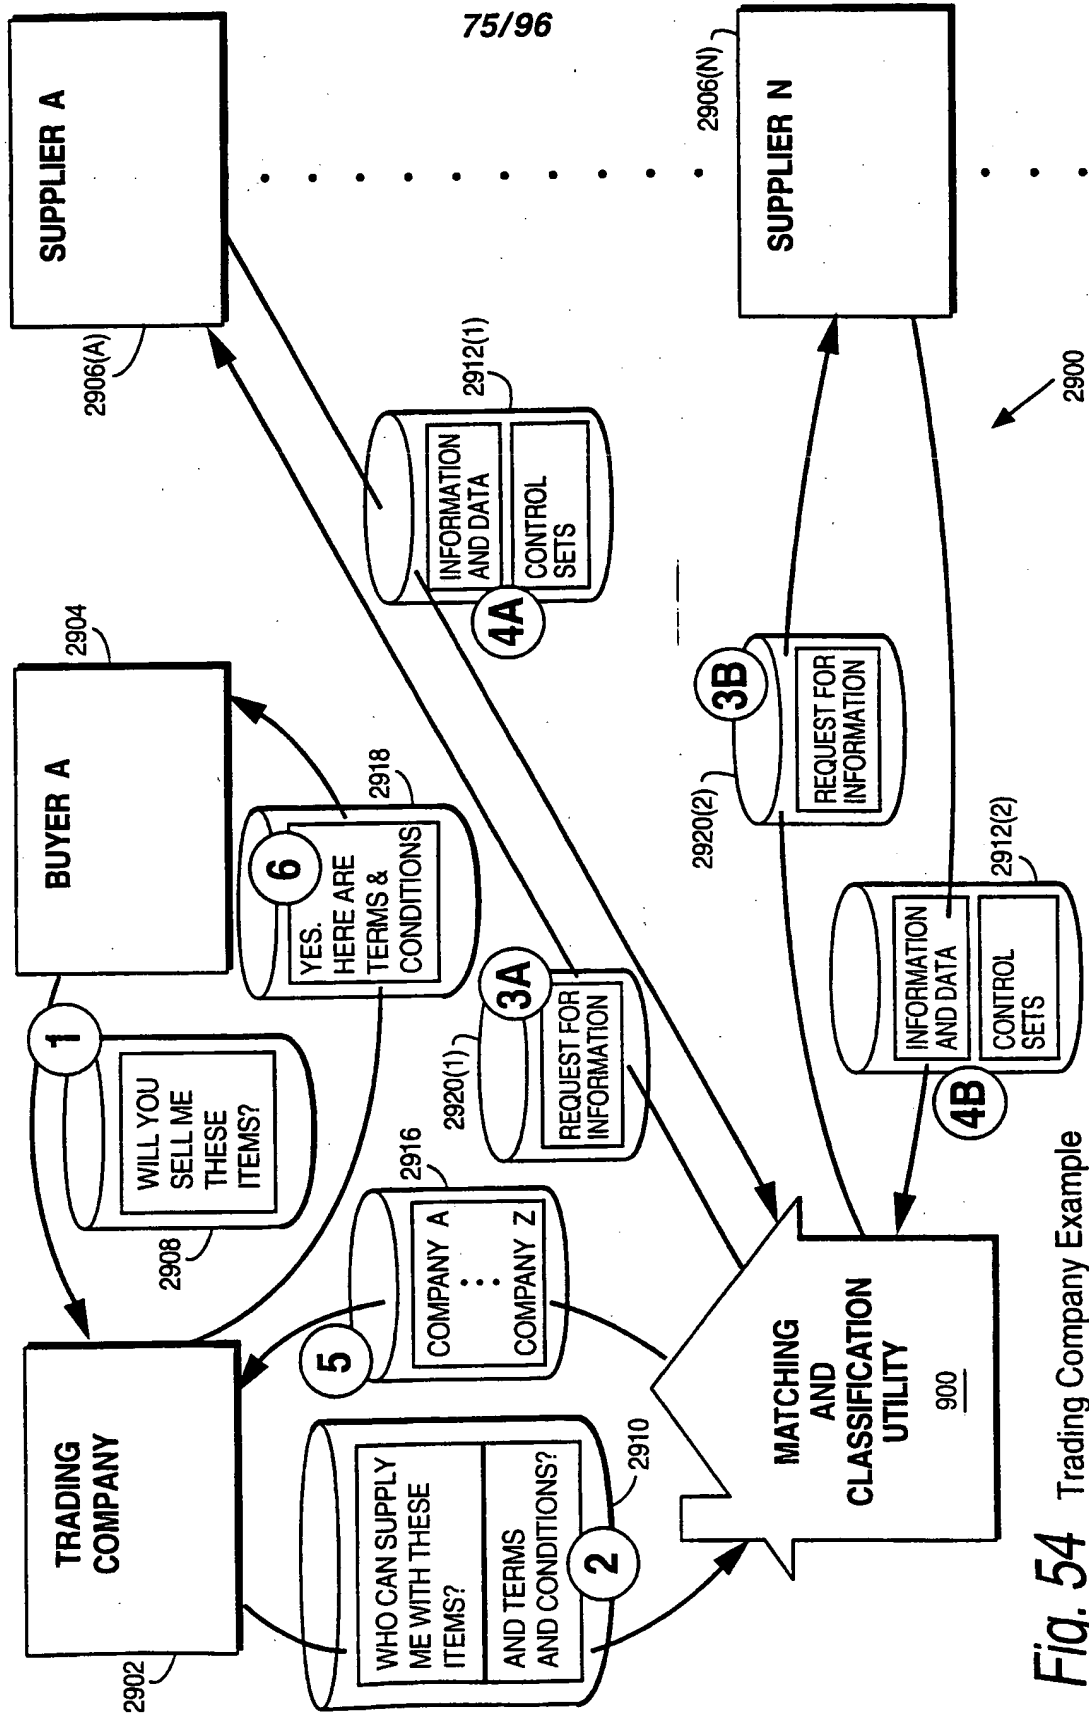 75/96
TRADING
COMPANY
2902
BUYER A
2904
SUPPLIER A
2906(A)
1
WILL YOU
SELL ME
THESE
ITEMS?
2908
6
YES.
HERE ARE
TERMS &
CONDITIONS
2918
WHO CAN SUPPLY
ME WITH THESE
ITEMS?
AND TERMS
AND CONDITIONS?
2
2910
5
COMPANY A
COMPANY Z
2916
3A
REQUEST FOR
INFORMATION
2920(1)
4A
INFORMATION
AND DATA
CONTROL
SETS
2912(1)
MATCHING
AND
CLASSIFICATION
UTILITY
900
3B
REQUEST FOR
INFORMATION
2920(2)
4B
INFORMATION
AND DATA
CONTROL
SETS
2912(2)
SUPPLIER N
2906(N)
2900
Fig. 54 Trading Company Example